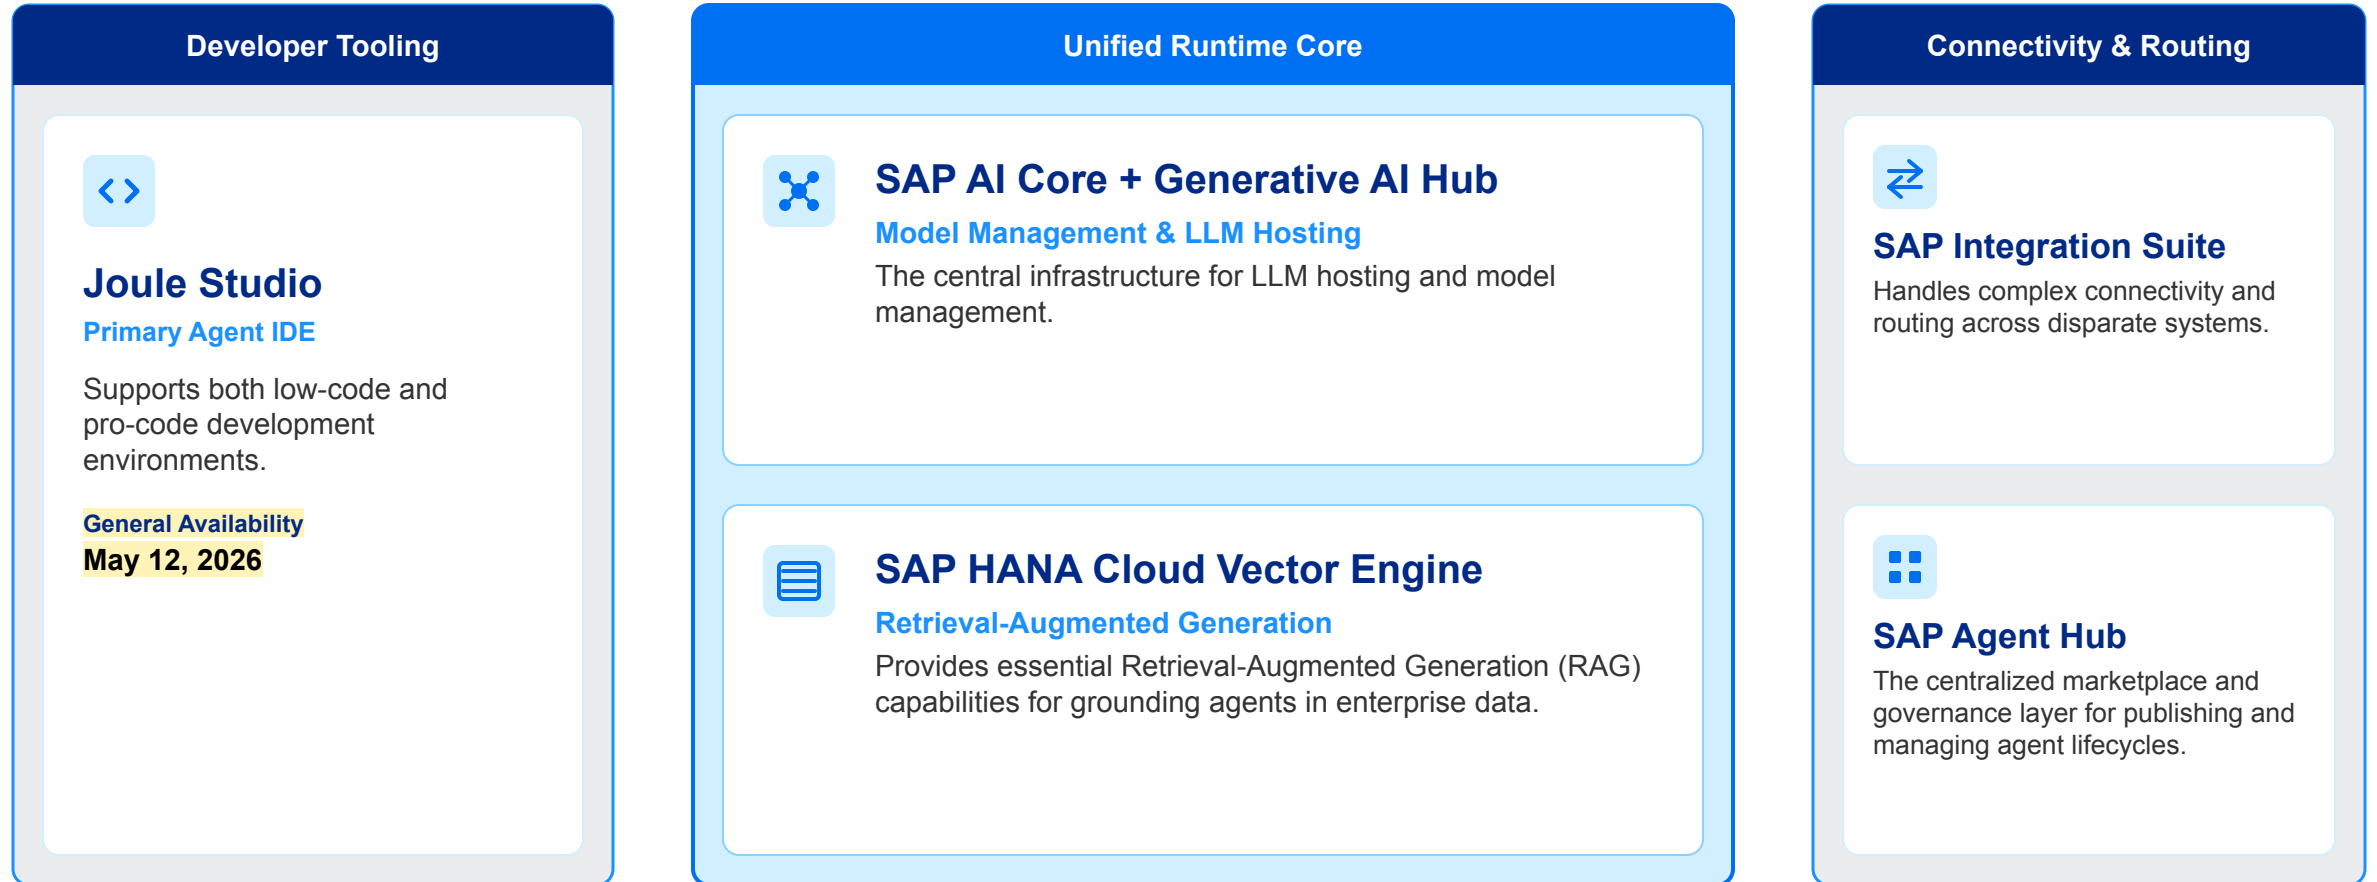 Developer Tooling
Joule Studio
Primary Agent IDE
Supports both low-code and
pro-code development
environments.
General Availability
May 12, 2026
Unified Runtime Core
SAP AI Core + Generative AI Hub
Model Management & LLM Hosting
The central infrastructure for LLM hosting and model
management.
SAP HANA Cloud Vector Engine
Retrieval-Augmented Generation
Provides essential Retrieval-Augmented Generation (RAG)
capabilities for grounding agents in enterprise data.
Connectivity & Routing
SAP Integration Suite
Handles complex connectivity and
routing across disparate systems.
SAP Agent Hub
The centralized marketplace and
governance layer for publishing and
managing agent lifecycles.